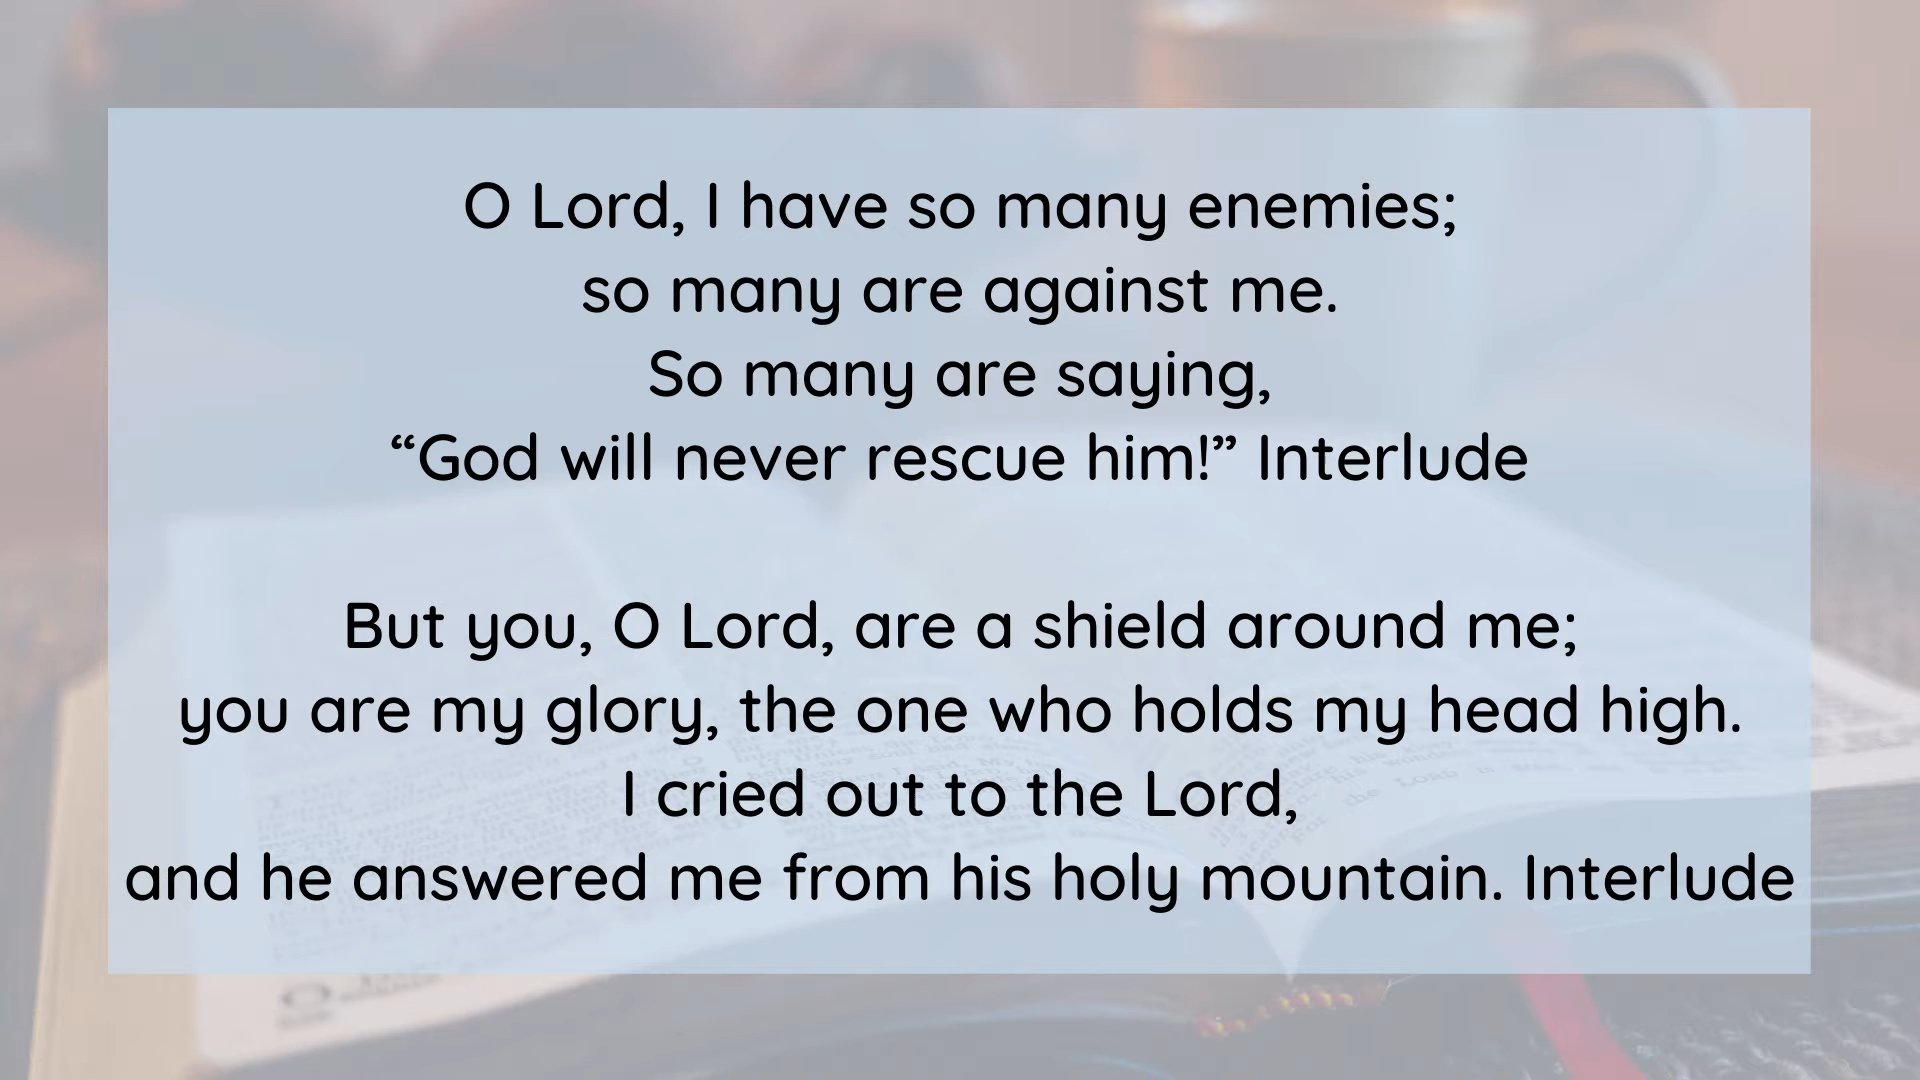 O Lord, I have so many enemies;
so many are against me.
So many are saying,
“God will never rescue him!” Interlude
But you, O Lord, are a shield around me;
you are my glory, the one who holds my head high.
I cried out to the Lord,
and he answered me from his holy mountain. Interlude